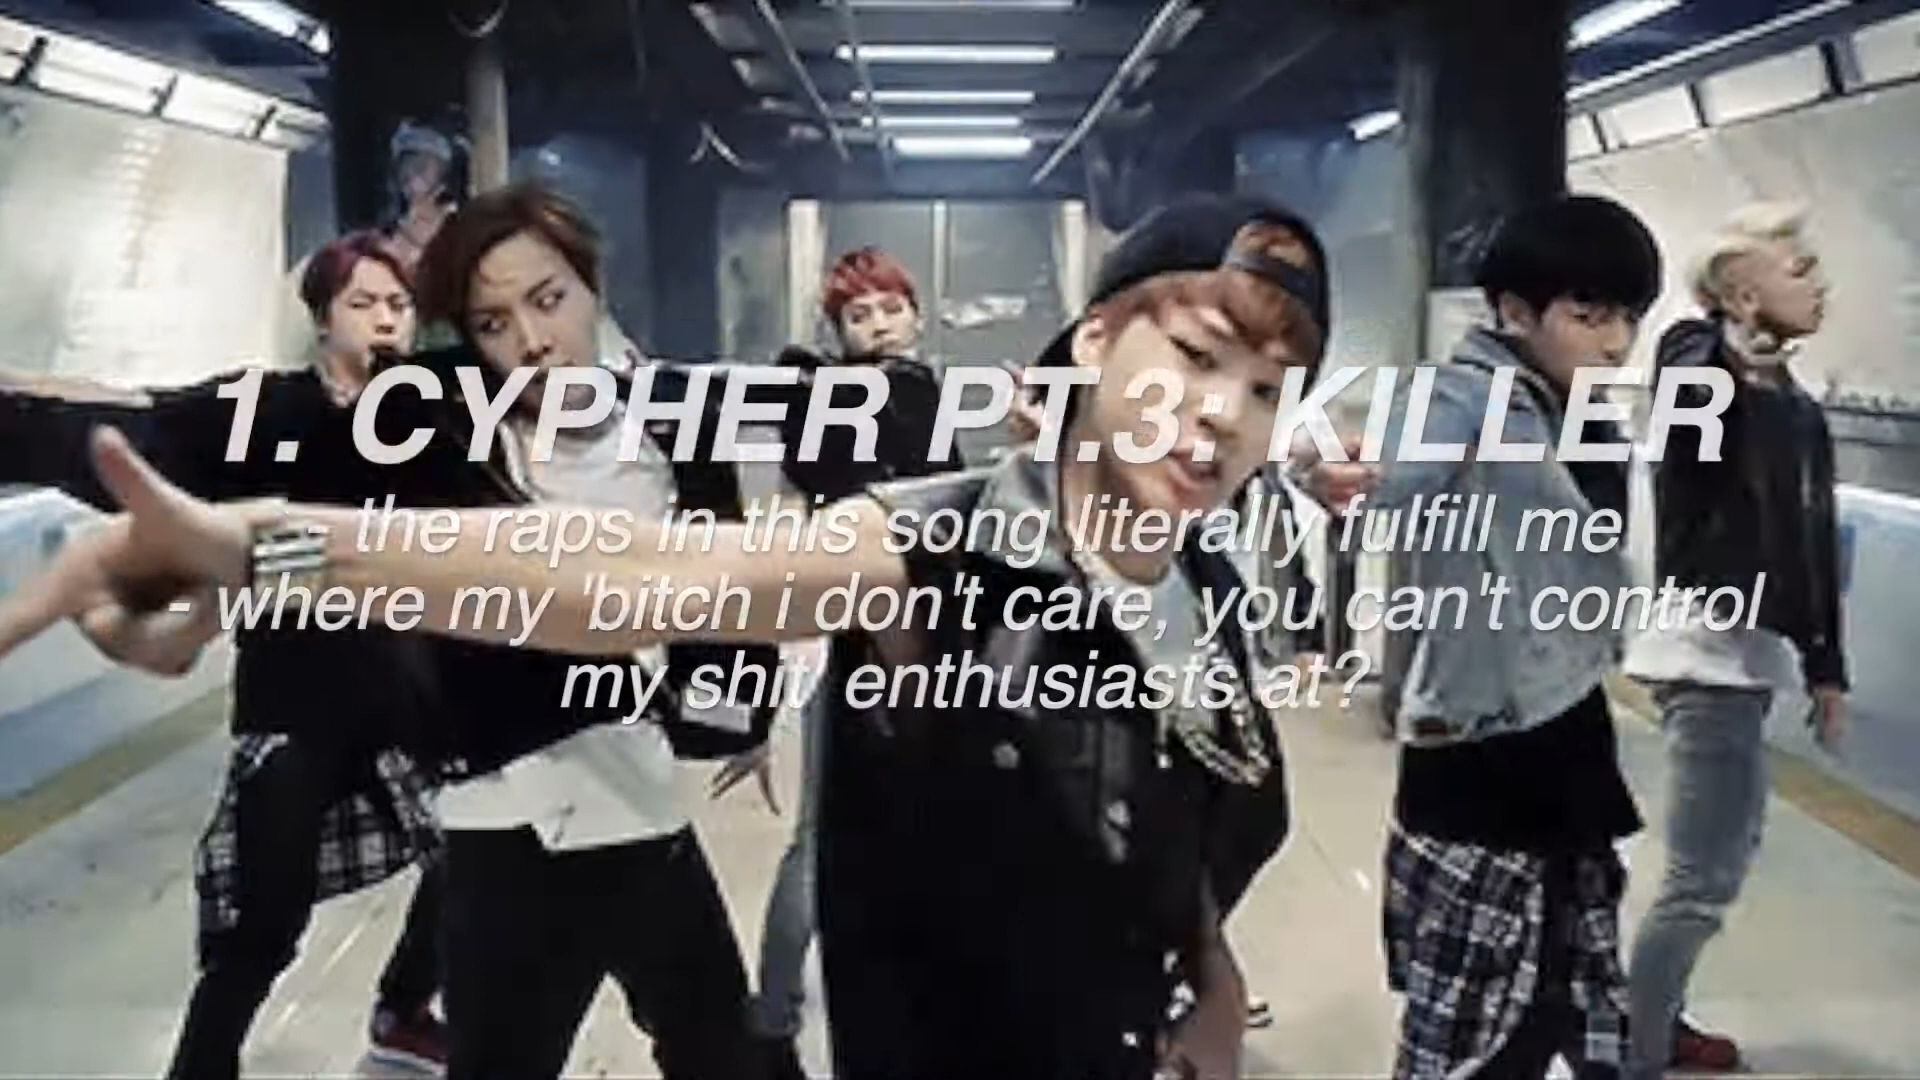 1. CYPHER PT.3: KILLER
- the raps in this song literally fulfill me
- where my 'bitch i don't care, you can't control
my shit' enthusiasts at?